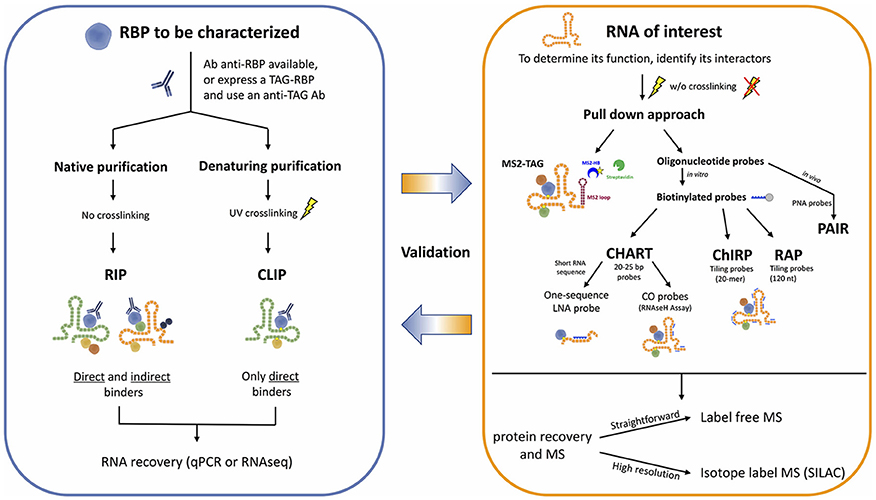 RBP to be characterized
Ab anti-RBP available,
or express a TAG-RBP
and use an anti-TAG Ab
Native purification
Denaturing purification
No crosslinking
UV crosslinking
RIP
CLIP
Direct and indirect
binders
Only direct
binders
RNA recovery (qPCR or RNAseq)
Validation
RNA of interest
To determine its function, identify its interactors
w/o crosslinking
Pull down approach
MS2-TAG
MS2-HB
Streptavidin
MS2 loop
Oligonucleotide probes
in vitro
in vivo
Biotinylated probes
PNA probes
PAIR
CHART
20-25 bp
probes
Short RNA
sequence
ChIRP
Tiling probes
(20-mer)
RAP
Tiling probes
(120 nt)
One-sequence
LNA probe
CO probes
(RNAseH Assay)
protein recovery
and MS
Straightforward
Label free MS
High resolution
Isotope label MS (SILAC)